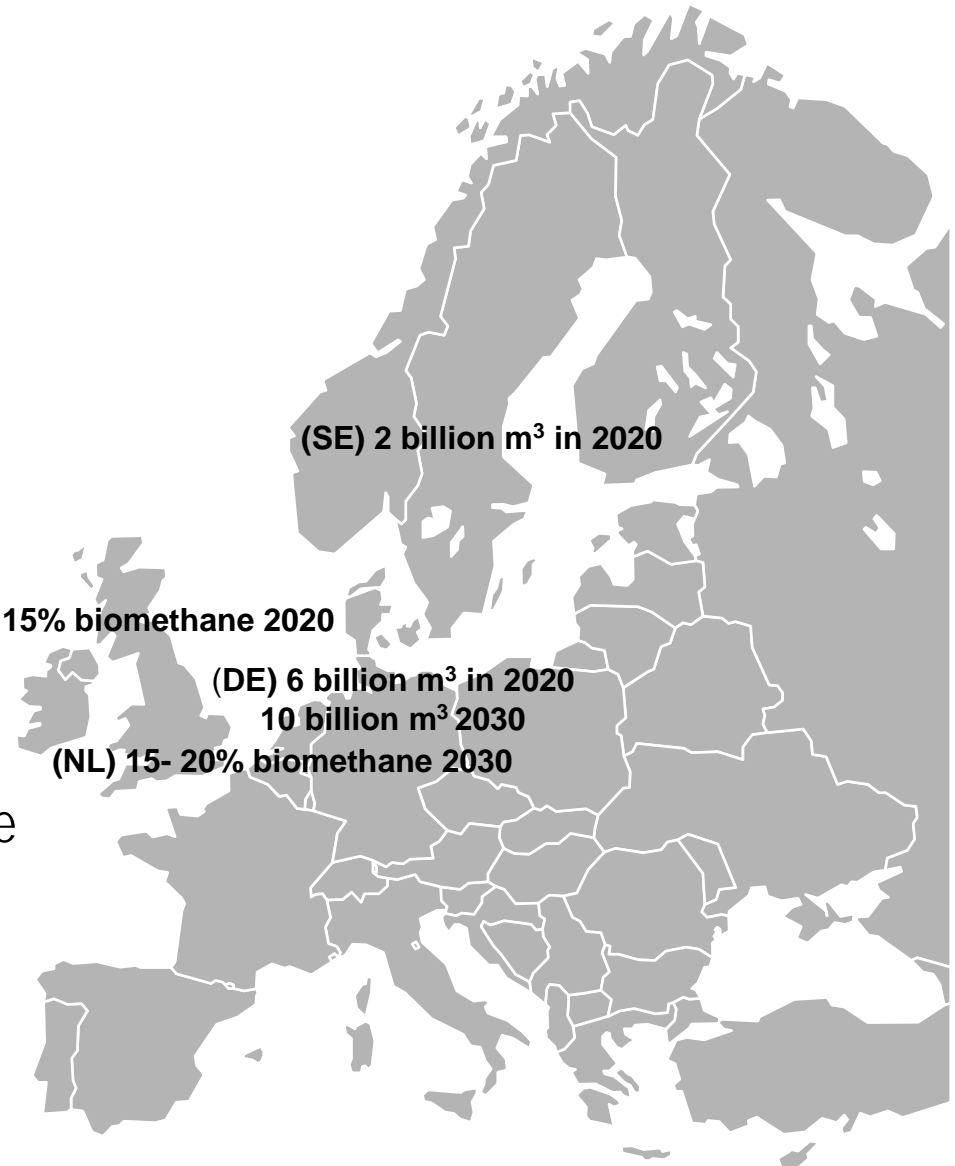 (SE) 2 billion m³ in 2020
15% biomethane 2020
(DE) 6 billion m³ in 2020
10 billion m³ 2030
(NL) 15- 20% biomethane 2030
e